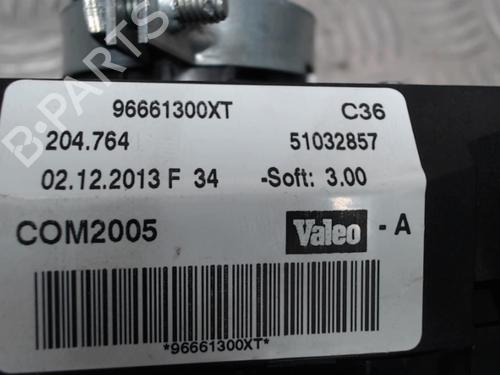 96661300XT C36
204.764 51032857
02.12.2013 F 34 -Soft: 3.00
COM2005 Valeo - A
*96661300XT*
B-PARTS